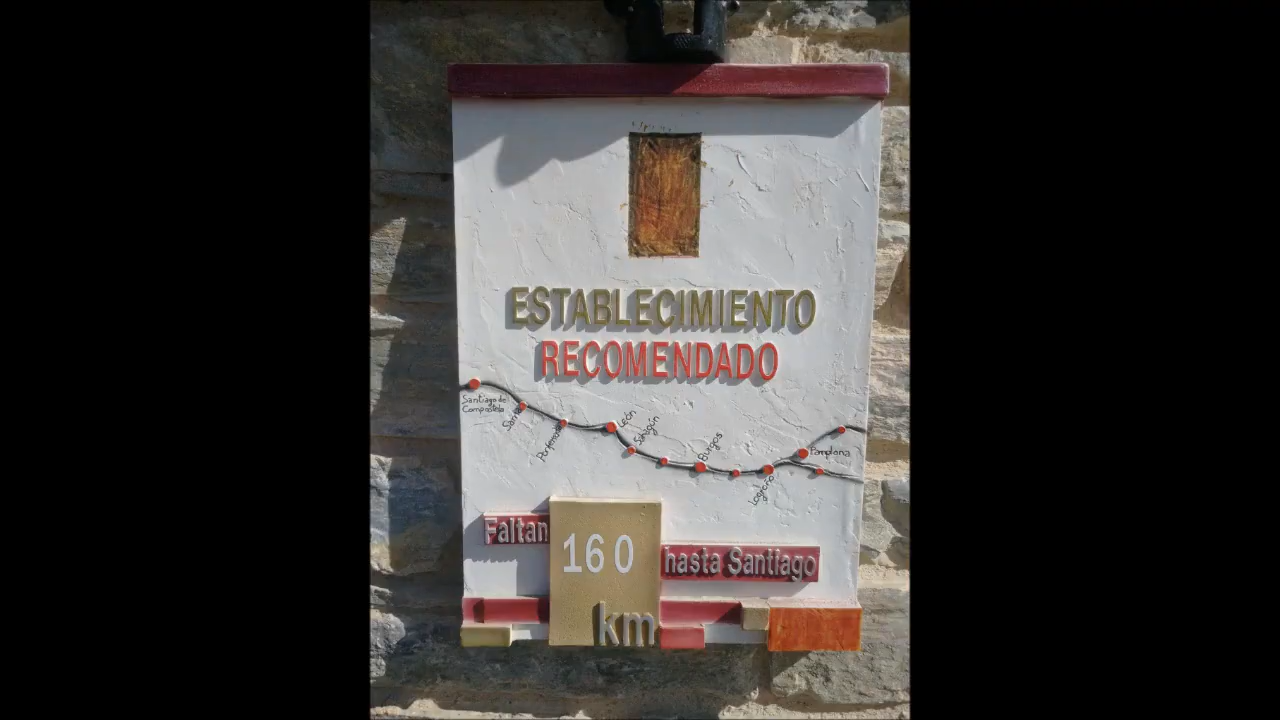 ESTABLECIMIENTO
RECOMENDADO
Santiago de
Compostela
Sarria
Ponferrada
León
Sahagún
Burgos
Logroño
Pamplona
Faltan
160
km
hasta Santiago